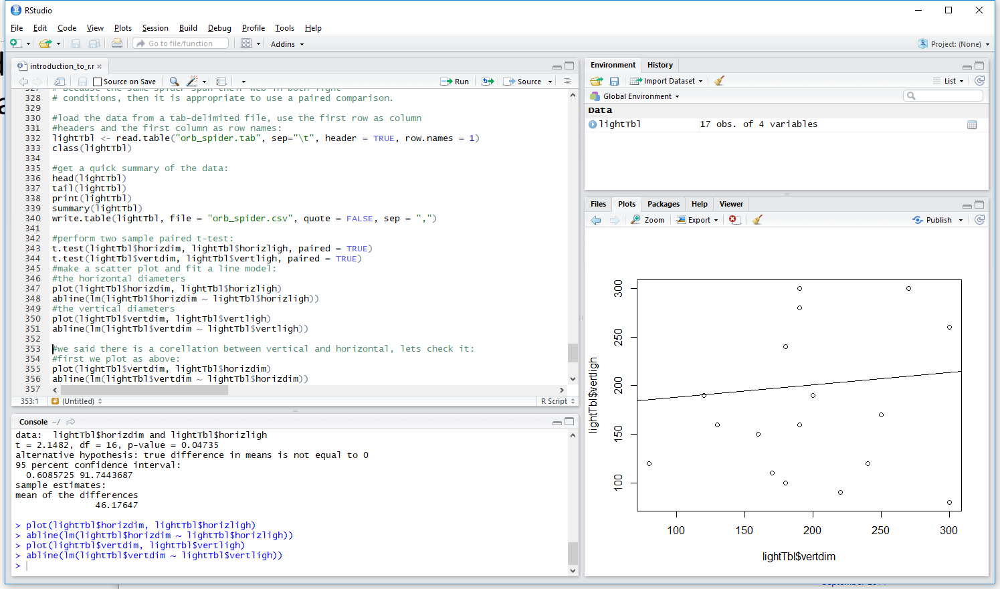 RStudio
File Edit Code View Plots Session Build Debug Profile Tools Help
Go to file/function Addins Project: (None)
introduction_to_r.r
Source on Save Run Source
327 # Because the same spider spun their web in both light
328 # conditions, then it is appropriate to use a paired comparison.
329
330 #load the data from a tab-delimited file, use the first row as column
331 #headers and the first column as row names:
332 lightTbl <- read.table("orb_spider.tab", sep="\t", header = TRUE, row.names = 1)
333 class(lightTbl)
334
335 #get a quick summary of the data:
336 head(lightTbl)
337 tail(lightTbl)
338 print(lightTbl)
339 summary(lightTbl)
340 write.table(lightTbl, file = "orb_spider.csv", quote = FALSE, sep = ",")
341
342 #perform two sample paired t-test:
343 t.test(lightTbl$horizdim, lightTbl$horizligh, paired = TRUE)
344 t.test(lightTbl$vertdim, lightTbl$vertligh, paired = TRUE)
345 #make a scatter plot and fit a line model:
346 #the horizontal diameters
347 plot(lightTbl$horizdim, lightTbl$horizligh)
348 abline(lm(lightTbl$horizdim ~ lightTbl$horizligh))
349 #the vertical diameters
350 plot(lightTbl$vertdim, lightTbl$vertligh)
351 abline(lm(lightTbl$vertdim ~ lightTbl$vertligh))
352
353 #we said there is a corellation between vertical and horizontal, lets check it:
354 #first we plot as above:
355 plot(lightTbl$vertdim, lightTbl$horizdim)
356 abline(lm(lightTbl$vertdim ~ lightTbl$horizdim))
357
353:1 (Untitled) R Script
Console ~/
data:  lightTbl$horizdim and lightTbl$horizligh
t = 2.1482, df = 16, p-value = 0.04735
alternative hypothesis: true difference in means is not equal to 0
95 percent confidence interval:
0.6085725 91.7443687
sample estimates:
mean of the differences
46.17647
> plot(lightTbl$horizdim, lightTbl$horizligh)
> abline(lm(lightTbl$horizdim ~ lightTbl$horizligh))
> plot(lightTbl$vertdim, lightTbl$vertligh)
> abline(lm(lightTbl$vertdim ~ lightTbl$vertligh))
>
Environment History
Import Dataset List
Global Environment
Data
lightTbl 17 obs. of 4 variables
Files Plots Packages Help Viewer
Zoom Export Publish
lightTbl$vertligh
300
250
200
150
100
100 150 200 250 300
lightTbl$vertdim